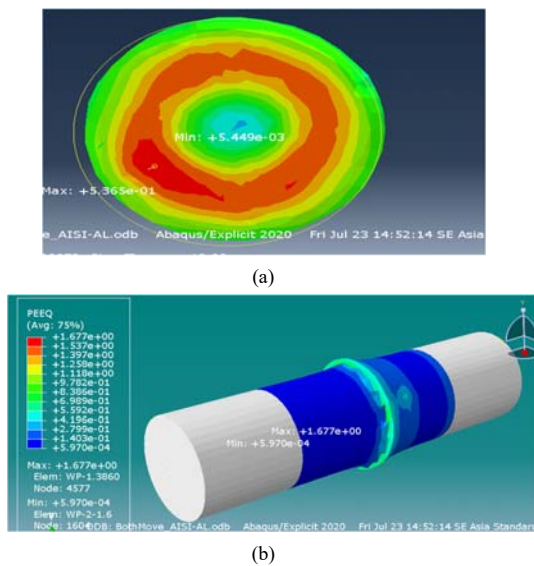 Min: +5.449e-03
Max: +5.365e-01
e_AISI-AL.odb Abaqus/Explicit 2020 Fri Jul 23 14:52:14 SE Asia
(a)
PEEQ
(Avg: 75%)
+1.677e+00
+1.537e+00
+1.397e+00
+1.258e+00
+1.118e+00
+9.782e-01
+8.386e-01
+6.989e-01
+5.592e-01
+4.196e-01
+2.799e-01
+1.403e-01
+5.970e-04
Max: +1.677e+00
Elem: WP-1.3860
Node: 4577
Min: +5.970e-04
Elem: WP-2-1.6
Node: 1604
Y
Max: +1.677e+00
Min: +5.970e-04
ODB: BothMove_AISI-AL.odb Abaqus/Explicit 2020 Fri Jul 23 14:52:14 SE Asia Standar
(b)